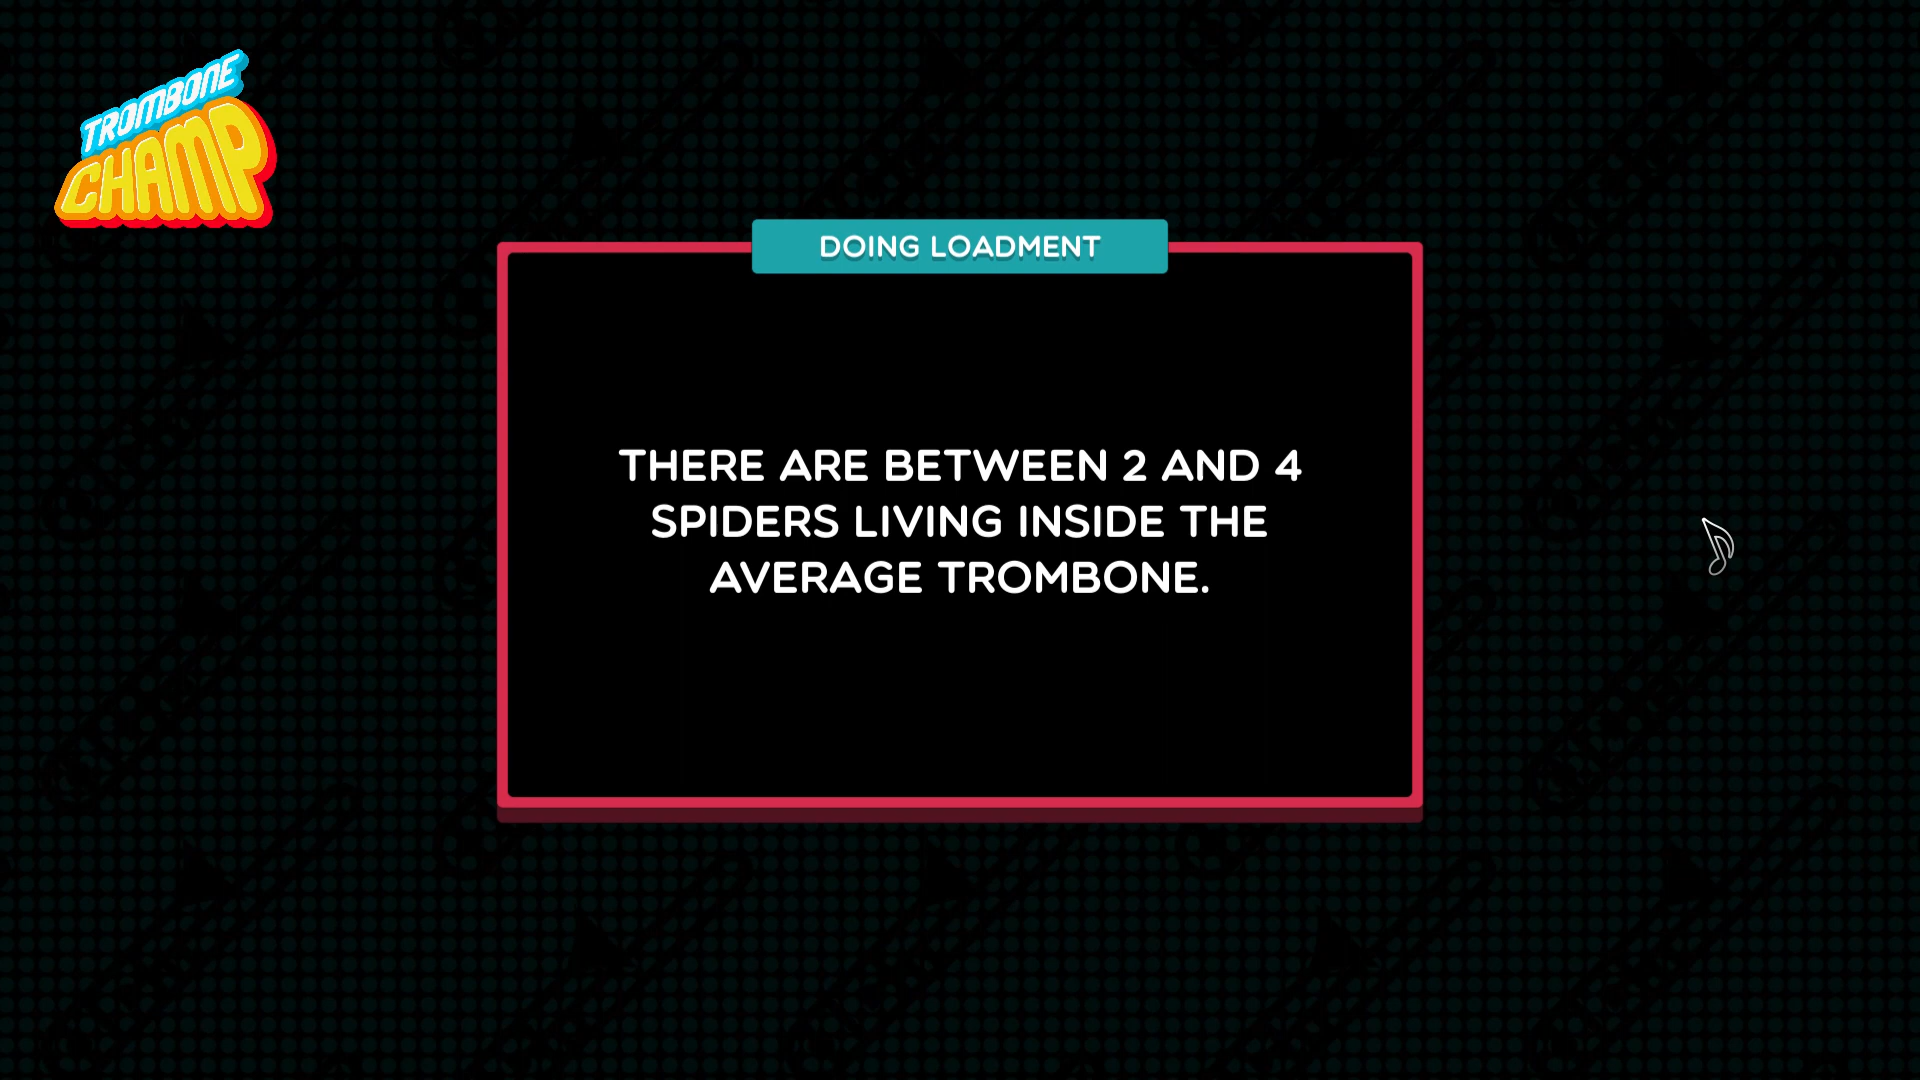 TROMBONE
CHAMP
DOING LOADMENT
THERE ARE BETWEEN 2 AND 4
SPIDERS LIVING INSIDE THE
AVERAGE TROMBONE.